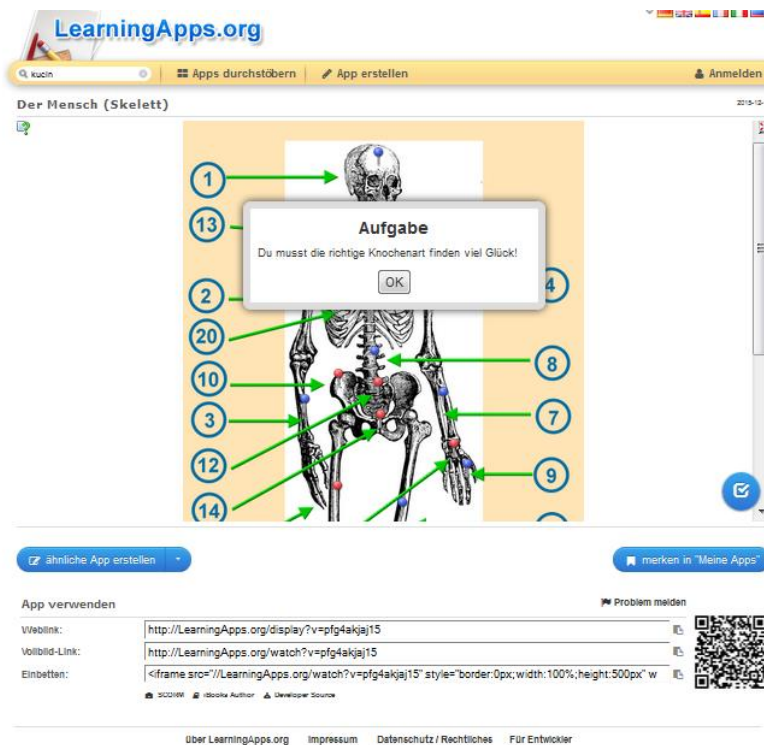 LearningApps.org
kucin
Apps durchstöbern
App erstellen
Anmelden
Der Mensch (Skelett)
1
13
Aufgabe
Du musst die richtige Knochenart finden viel Glück!
OK
2
4
20
8
10
3
7
12
9
14
ähnliche App erstellen
merken in "Meine Apps"
App verwenden
Problem melden
Weblink: http://LearningApps.org/display?v=pfg4akjaj15
Vollbild-Link: http://LearningApps.org/watch?v=pfg4akjaj15
Einbetten: <iframe src="//LearningApps.org/watch?v=pfg4akjaj15" style="border:0px;width:100%;height:500px" w
SCORM iBooks Author Developer Source
über LearningApps.org Impressum Datenschutz / Rechtliches Für Entwickler